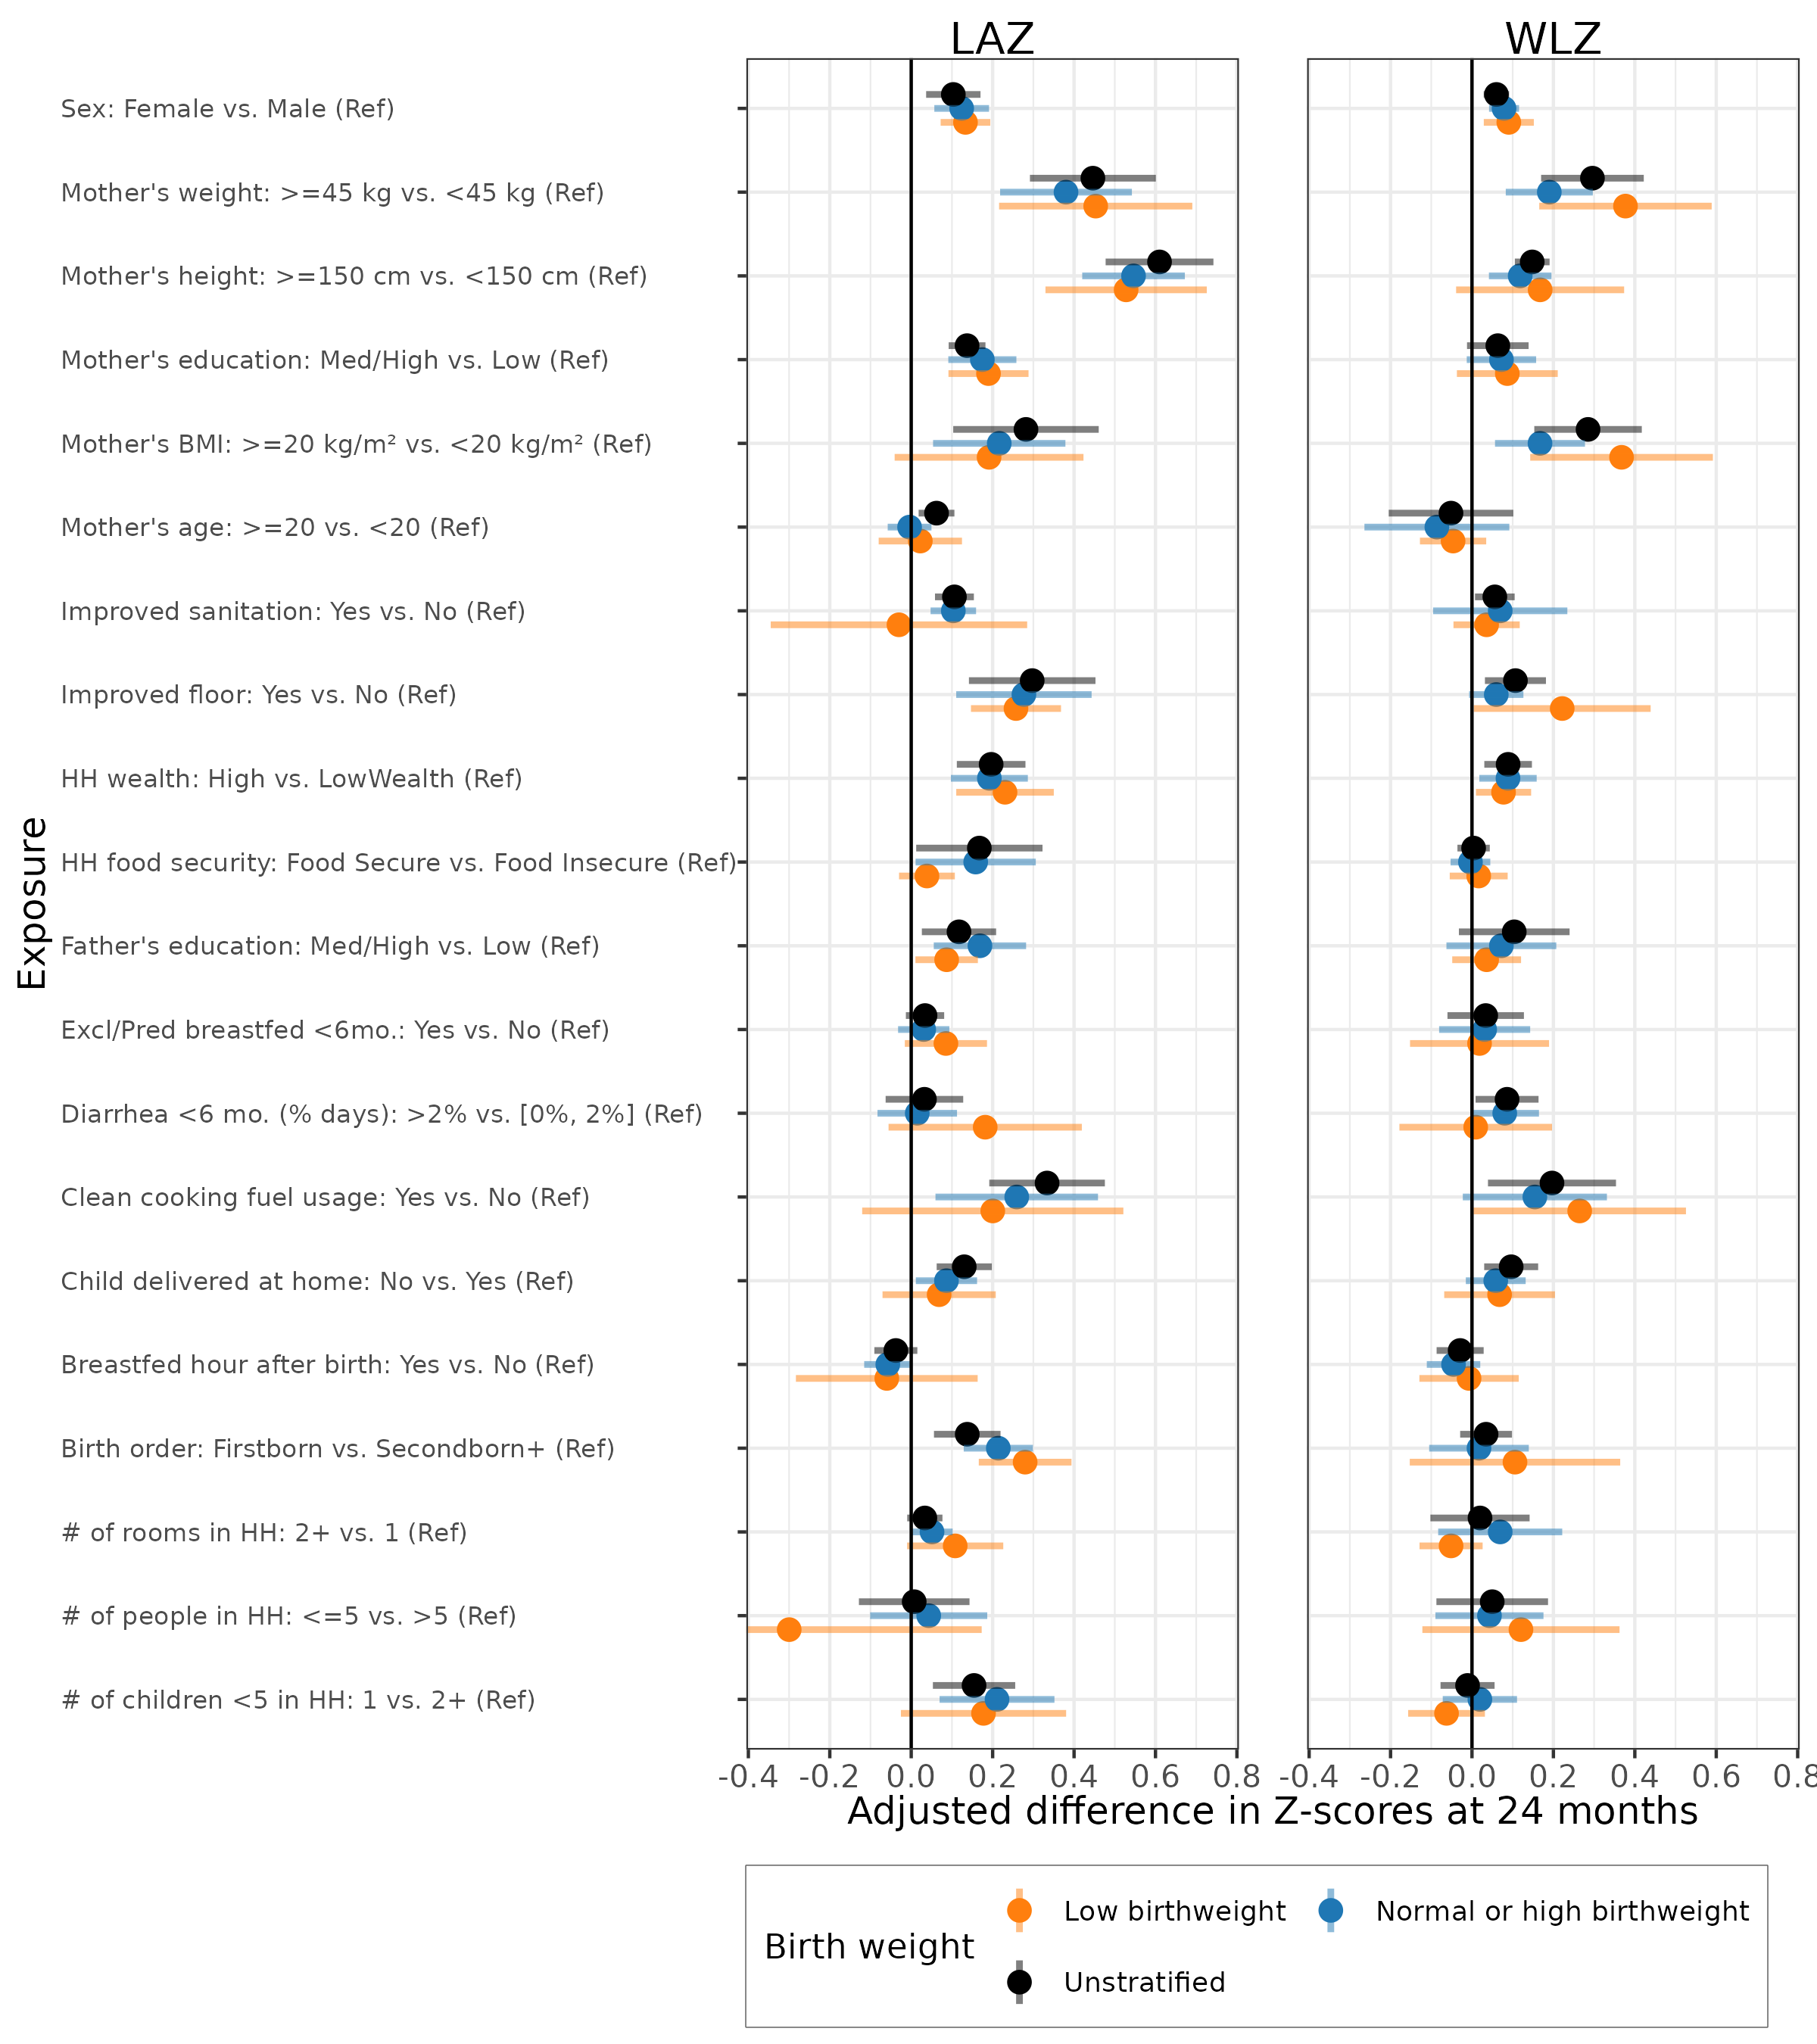 LAZ WLZ
Sex: Female vs. Male (Ref)
Mother's weight: >=45 kg vs. <45 kg (Ref)
Mother's height: >=150 cm vs. <150 cm (Ref)
Mother's education: Med/High vs. Low (Ref)
Mother's BMI: >=20 kg/m² vs. <20 kg/m² (Ref)
Mother's age: >=20 vs. <20 (Ref)
Improved sanitation: Yes vs. No (Ref)
Improved floor: Yes vs. No (Ref)
HH wealth: High vs. LowWealth (Ref)
HH food security: Food Secure vs. Food Insecure (Ref)
Father's education: Med/High vs. Low (Ref)
Excl/Pred breastfed <6mo.: Yes vs. No (Ref)
Diarrhea <6 mo. (% days): >2% vs. [0%, 2%] (Ref)
Clean cooking fuel usage: Yes vs. No (Ref)
Child delivered at home: No vs. Yes (Ref)
Breastfed hour after birth: Yes vs. No (Ref)
Birth order: Firstborn vs. Secondborn+ (Ref)
# of rooms in HH: 2+ vs. 1 (Ref)
# of people in HH: <=5 vs. >5 (Ref)
# of children <5 in HH: 1 vs. 2+ (Ref)
Exposure
-0.4 -0.2 0.0 0.2 0.4 0.6 0.8 -0.4 -0.2 0.0 0.2 0.4 0.6 0.8
Adjusted difference in Z-scores at 24 months
Birth weight
Low birthweight Normal or high birthweight
Unstratified